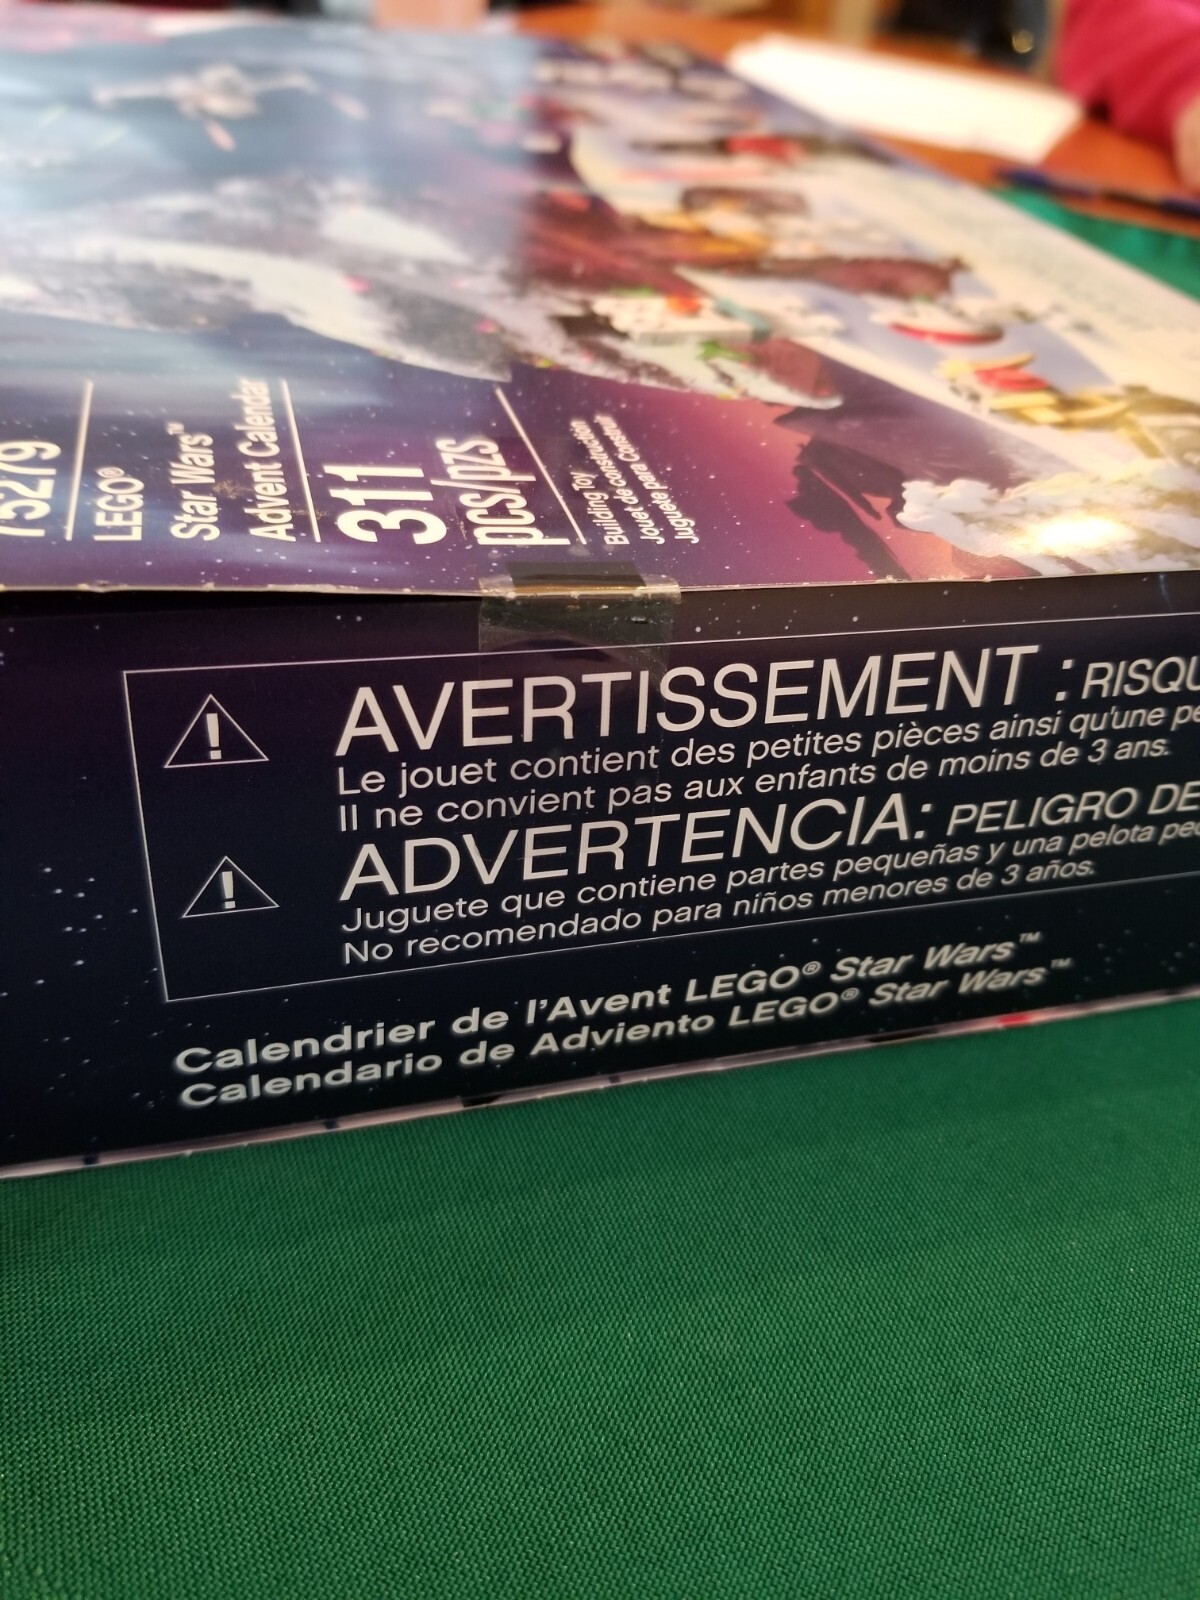 75279
LEGO®
Star Wars™
Advent Calendar
311
pcs/pzs
Building Toy
Jouet de construction
Juguete para Construir
AVERTISSEMENT :
Le jouet contient des petites pièces ainsi qu'une
Il ne convient pas aux enfants de moins de 3 ans.
ADVERTENCIA: PELIGRO DE
Juguete que contiene partes pequeñas y una pelota
No recomendado para niños menores de 3 años.
Calendrier de l'Avent LEGO® Star Wars™
Calendario de Adviento LEGO® Star Wars™